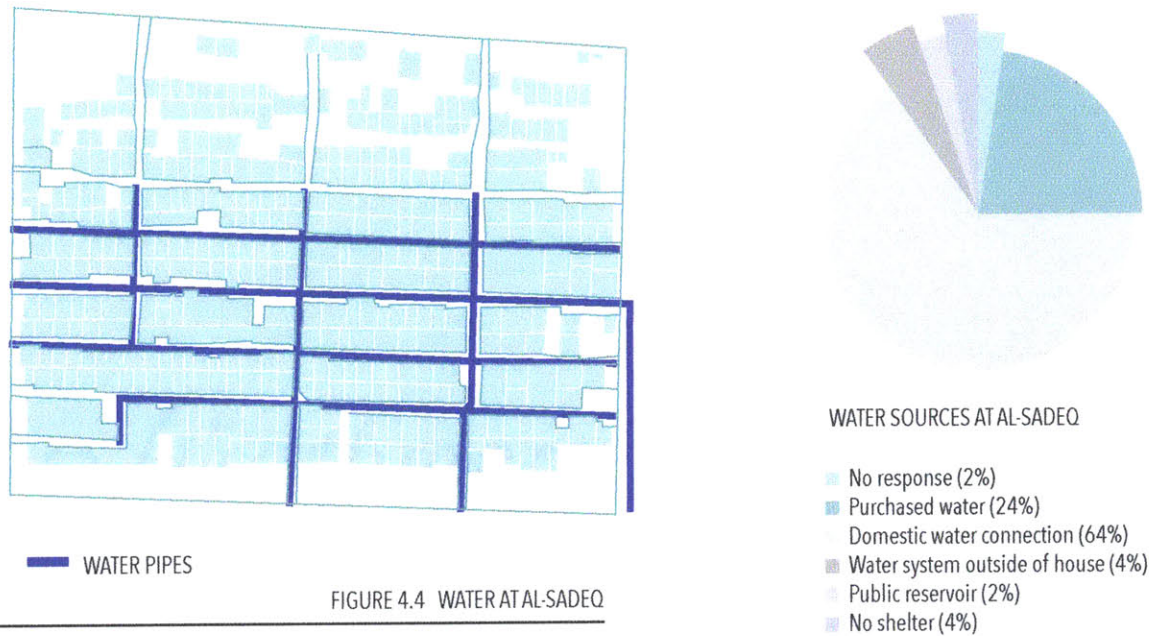 WATER PIPES
FIGURE 4.4 WATER AT AL-SADEQ
WATER SOURCES AT AL-SADEQ
No response (2%)
Purchased water (24%)
Domestic water connection (64%)
Water system outside of house (4%)
Public reservoir (2%)
No shelter (4%)